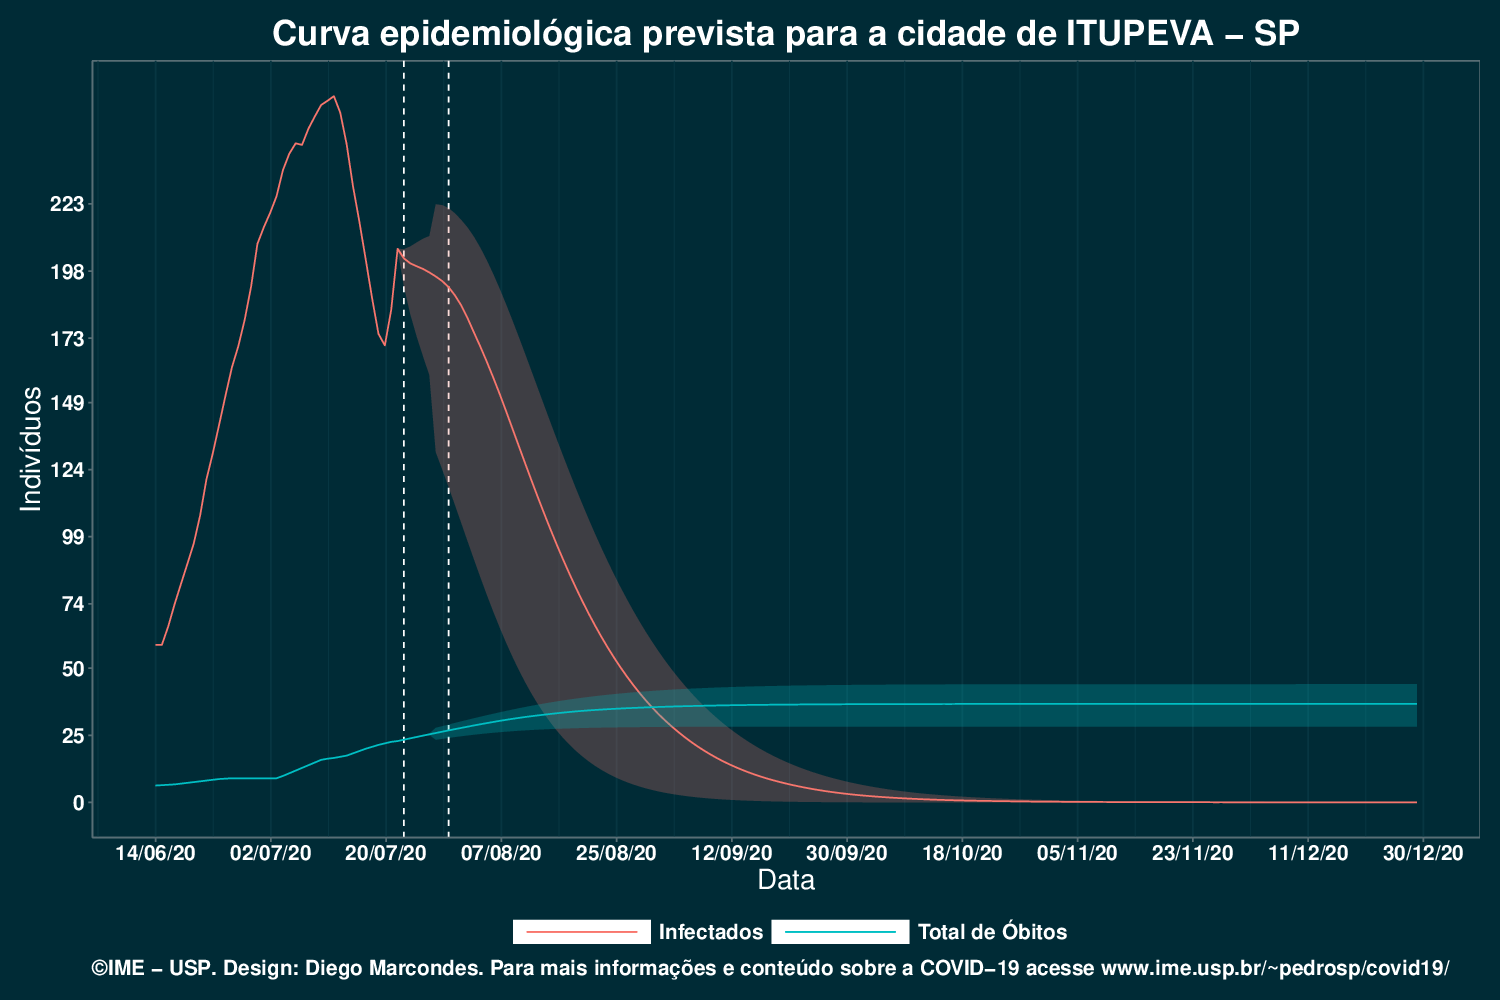 Curva epidemiológica prevista para a cidade de ITUPEVA – SP
Indivíduos
223
198
173
149
124
99
74
50
25
0
14/06/20 02/07/20 20/07/20 07/08/20 25/08/20 12/09/20 30/09/20 18/10/20 05/11/20 23/11/20 11/12/20 30/12/20
Data
Infectados Total de Óbitos
©IME – USP. Design: Diego Marcondes. Para mais informações e conteúdo sobre a COVID–19 acesse www.ime.usp.br/~pedrosp/covid19/